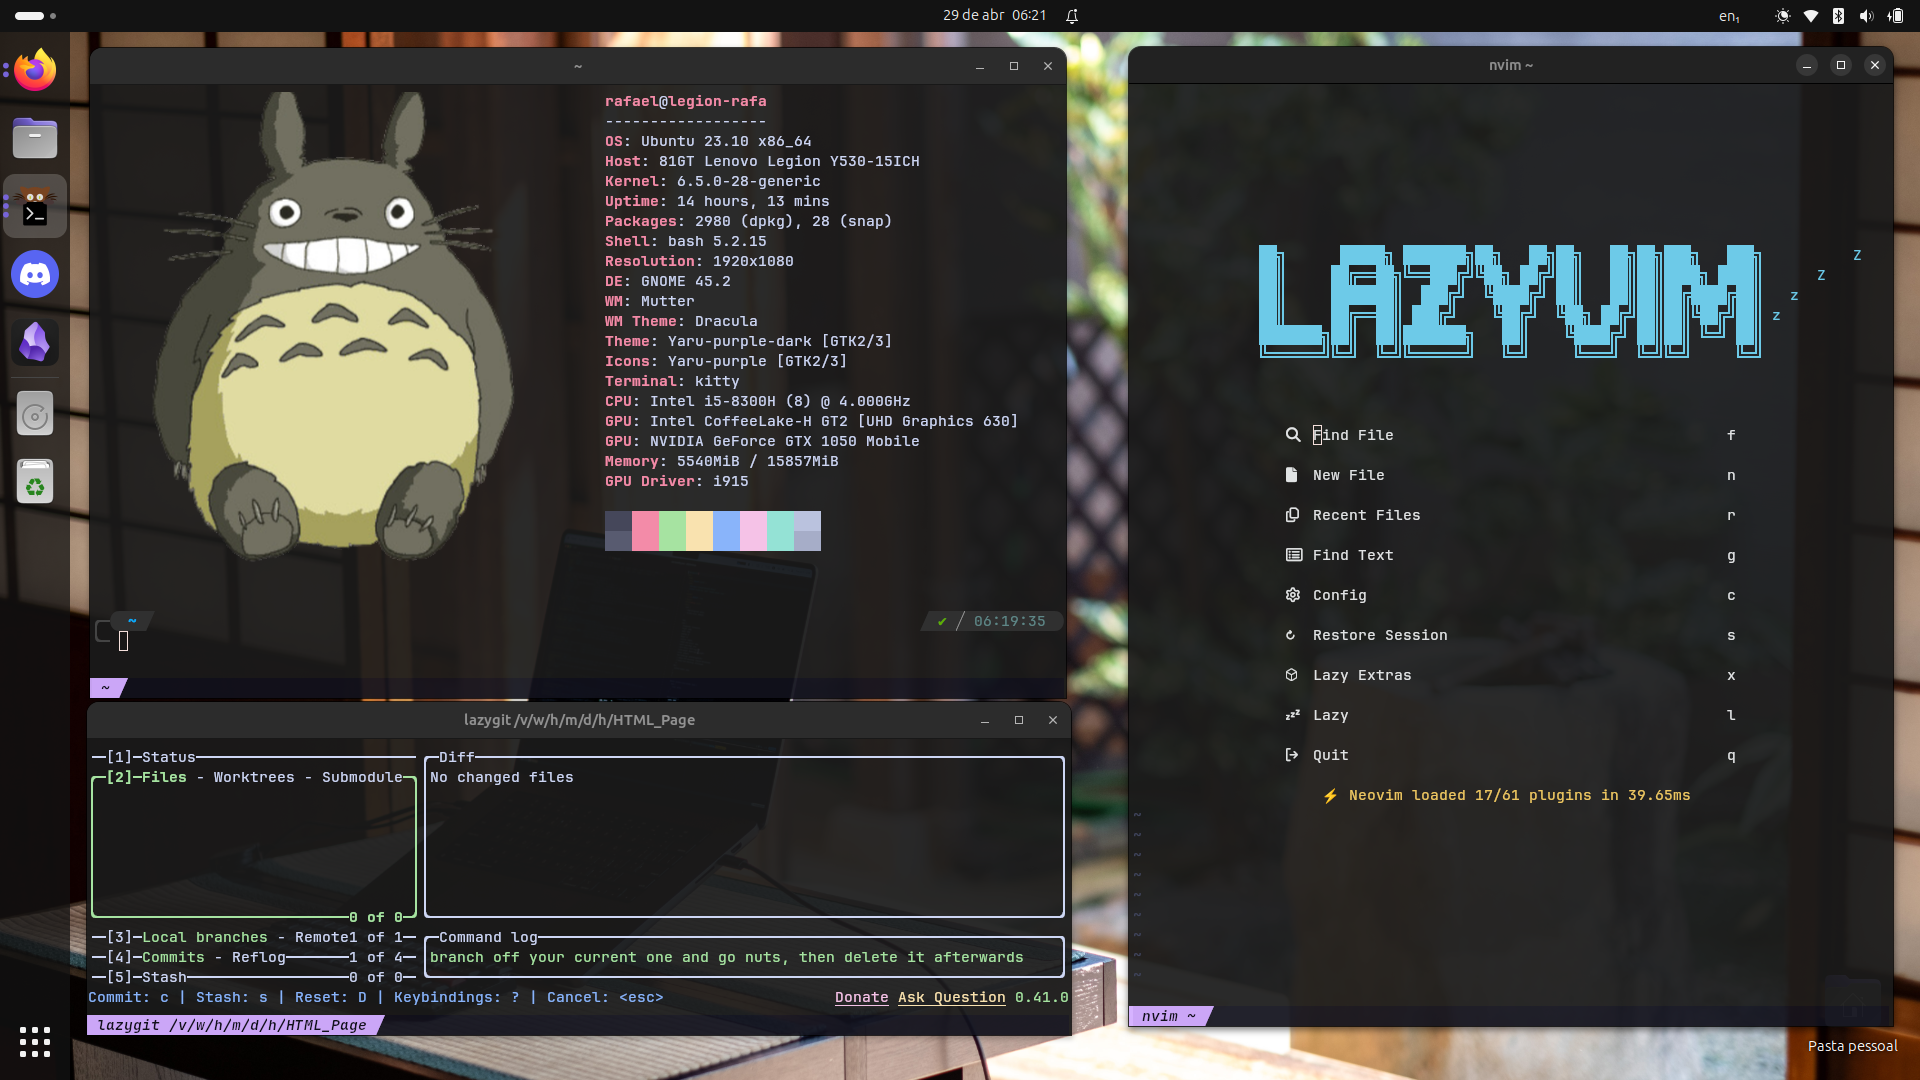 29 de abr 06:21
en₁
~
rafael@legion-rafa
------------------
OS: Ubuntu 23.10 x86_64
Host: 81GT Lenovo Legion Y530-15ICH
Kernel: 6.5.0-28-generic
Uptime: 14 hours, 13 mins
Packages: 2980 (dpkg), 28 (snap)
Shell: bash 5.2.15
Resolution: 1920x1080
DE: GNOME 45.2
WM: Mutter
WM Theme: Dracula
Theme: Yaru-purple-dark [GTK2/3]
Icons: Yaru-purple [GTK2/3]
Terminal: kitty
CPU: Intel i5-8300H (8) @ 4.000GHz
GPU: Intel CoffeeLake-H GT2 [UHD Graphics 630]
GPU: NVIDIA GeForce GTX 1050 Mobile
Memory: 5540MiB / 15857MiB
GPU Driver: i915
~ ✔ / 06:19:35
~
lazygit /v/w/h/m/d/h/HTML_Page
[1]─Status
[2]─Files - Worktrees - Submodule
0 of 0
[3]─Local branches - Remote1 of 1
[4]─Commits - Reflog 1 of 4
[5]─Stash 0 of 0
Diff
No changed files
Command log
branch off your current one and go nuts, then delete it afterwards
Commit: c | Stash: s | Reset: D | Keybindings: ? | Cancel: <esc> Donate Ask Question 0.41.0
lazygit /v/w/h/m/d/h/HTML_Page
nvim ~
LAZYVIM
Z
Z
z
z
Find File f
New File n
Recent Files r
Find Text g
Config c
Restore Session s
Lazy Extras x
Lazy l
Quit q
⚡ Neovim loaded 17/61 plugins in 39.65ms
~
~
~
~
~
~
~
~
~
nvim ~
Pasta pessoal